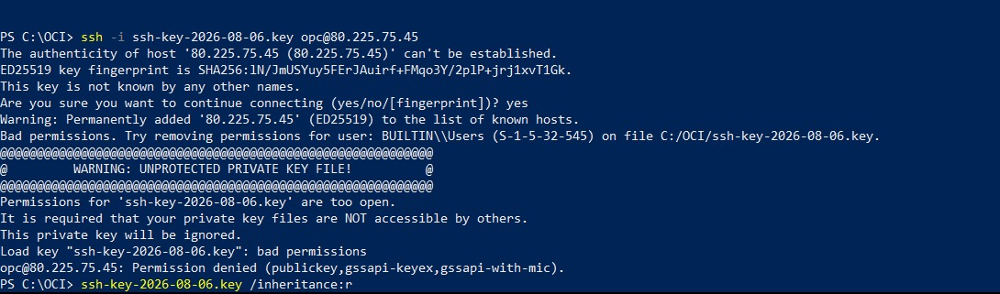 PS C:\OCI> ssh -i ssh-key-2026-08-06.key opc@80.225.75.45
The authenticity of host '80.225.75.45 (80.225.75.45)' can't be established.
ED25519 key fingerprint is SHA256:lN/JmUSYuy5FErJAuirf+FMqo3Y/2plP+jrj1xvT1Gk.
This key is not known by any other names.
Are you sure you want to continue connecting (yes/no/[fingerprint])? yes
Warning: Permanently added '80.225.75.45' (ED25519) to the list of known hosts.
Bad permissions. Try removing permissions for user: BUILTIN\\Users (S-1-5-32-545) on file C:/OCI/ssh-key-2026-08-06.key.
@@@@@@@@@@@@@@@@@@@@@@@@@@@@@@@@@@@@@@@@@@@@@@@@@@@@@@@@@@@
@         WARNING: UNPROTECTED PRIVATE KEY FILE!          @
@@@@@@@@@@@@@@@@@@@@@@@@@@@@@@@@@@@@@@@@@@@@@@@@@@@@@@@@@@@
Permissions for 'ssh-key-2026-08-06.key' are too open.
It is required that your private key files are NOT accessible by others.
This private key will be ignored.
Load key "ssh-key-2026-08-06.key": bad permissions
opc@80.225.75.45: Permission denied (publickey,gssapi-keyex,gssapi-with-mic).
PS C:\OCI> ssh-key-2026-08-06.key /inheritance:r